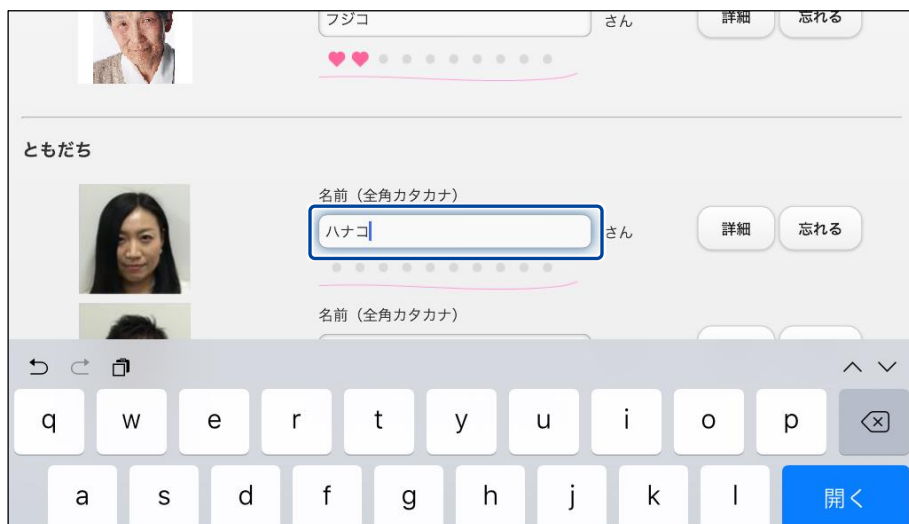 フジコ さん 詳細 忘れる
ともだち
名前（全角カタカナ）
ハナコ さん 詳細 忘れる
名前（全角カタカナ）
q w e r t y u i o p
a s d f g h j k l 開く